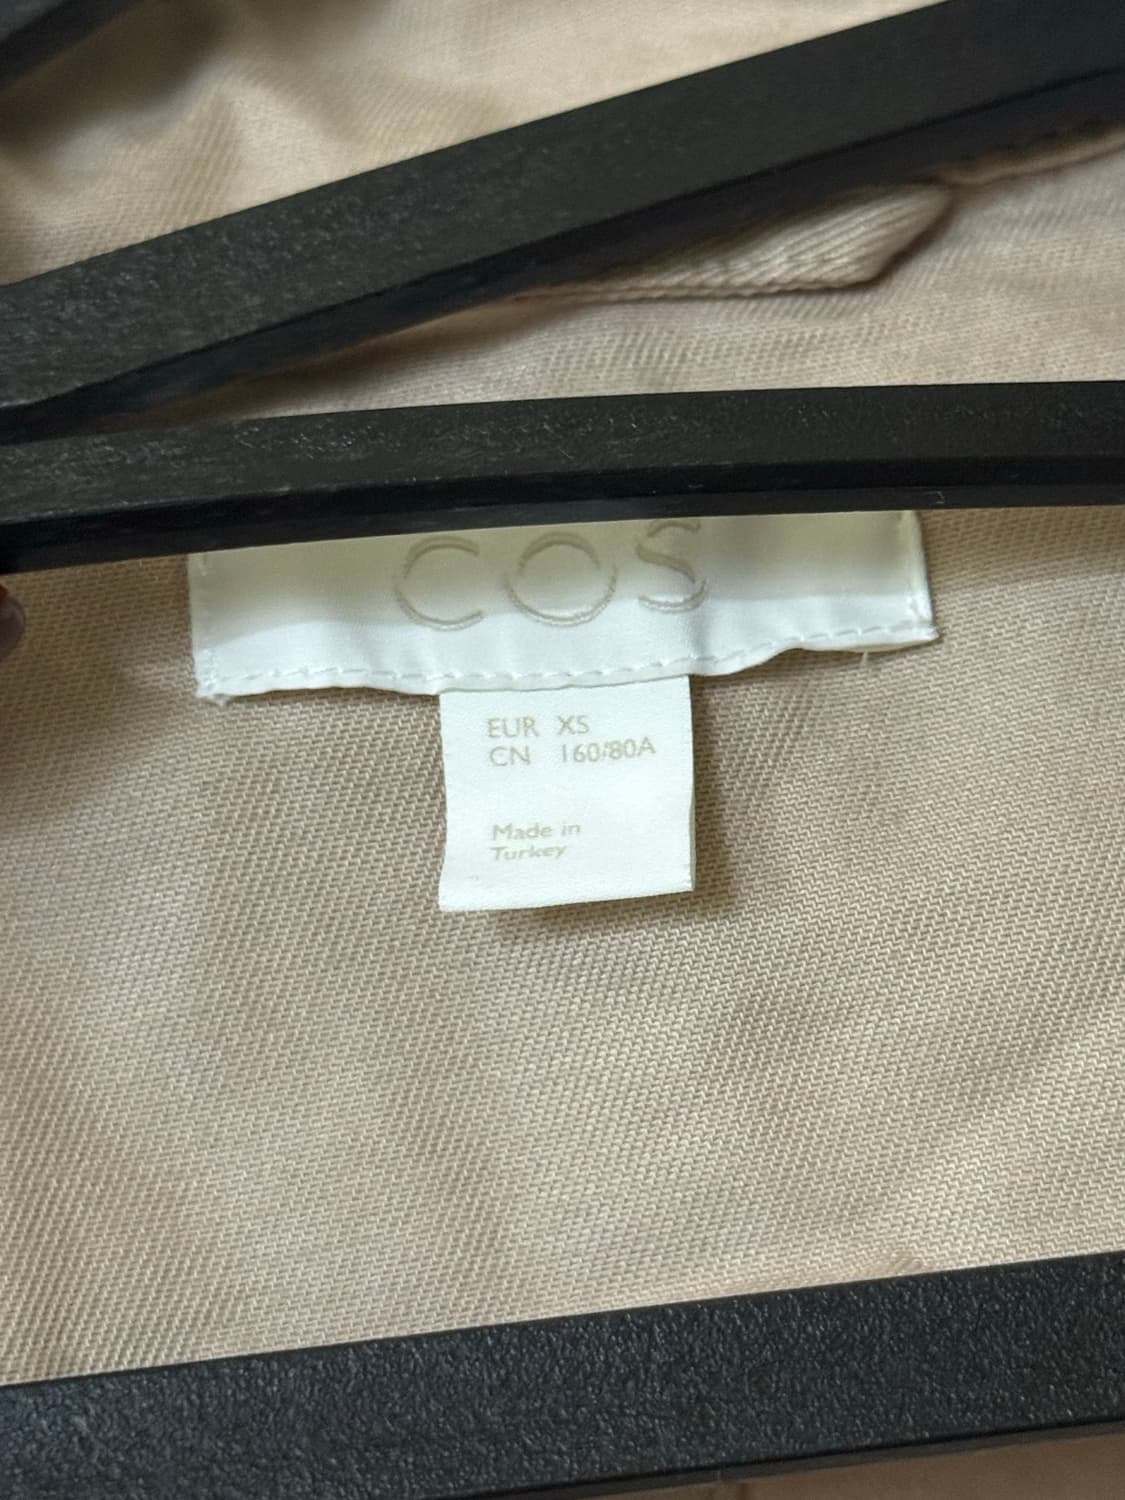 COS
EUR XS
CN 160/80A
Made in
Turkey